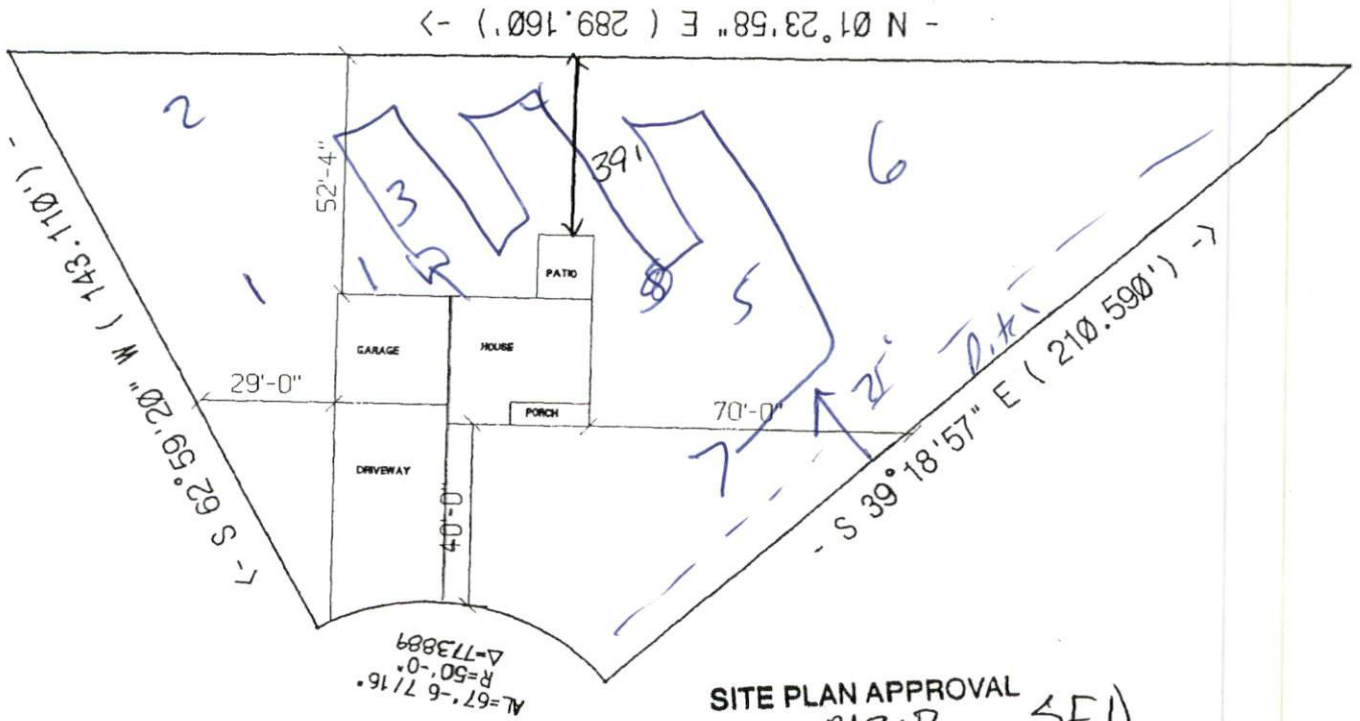 - N 01°23'58" E ( 289.160') ->
2
3
52'-4"
39'
6
<- S 62°59'20" W ( 143.110') -
1
1
PATIO
8
5
GARAGE
HOUSE
29'-0"
PORCH
70'-0"
25'
- S 39°18'57" E ( 210.590') ->
7
DRIVEWAY
40'-0"
AL=67'-6 7/16"
R=50'-0"
Δ=77.3889
SITE PLAN APPROVAL
SFD